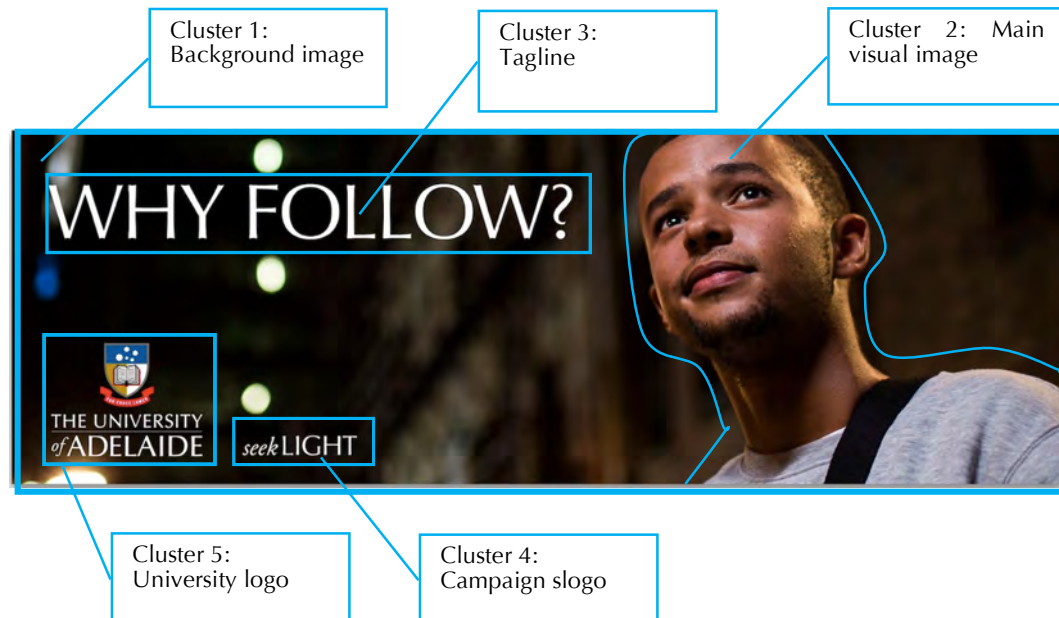 Cluster 1:
Background image
Cluster 3:
Tagline
Cluster 2: Main
visual image
WHY FOLLOW?
THE UNIVERSITY
of ADELAIDE
seek LIGHT
Cluster 5:
University logo
Cluster 4:
Campaign slogo